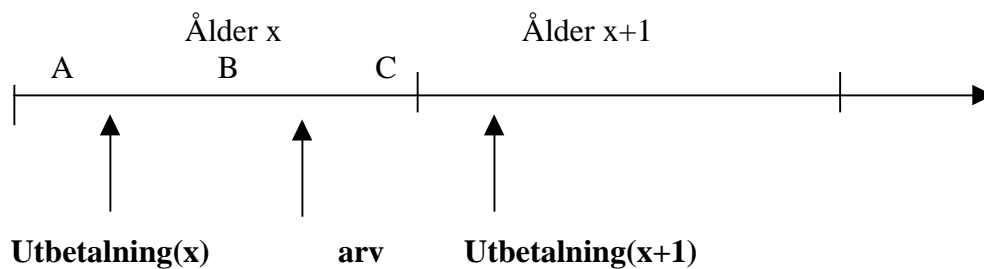 Ålder x Ålder x+1
A B C
Utbetalning(x) arv Utbetalning(x+1)